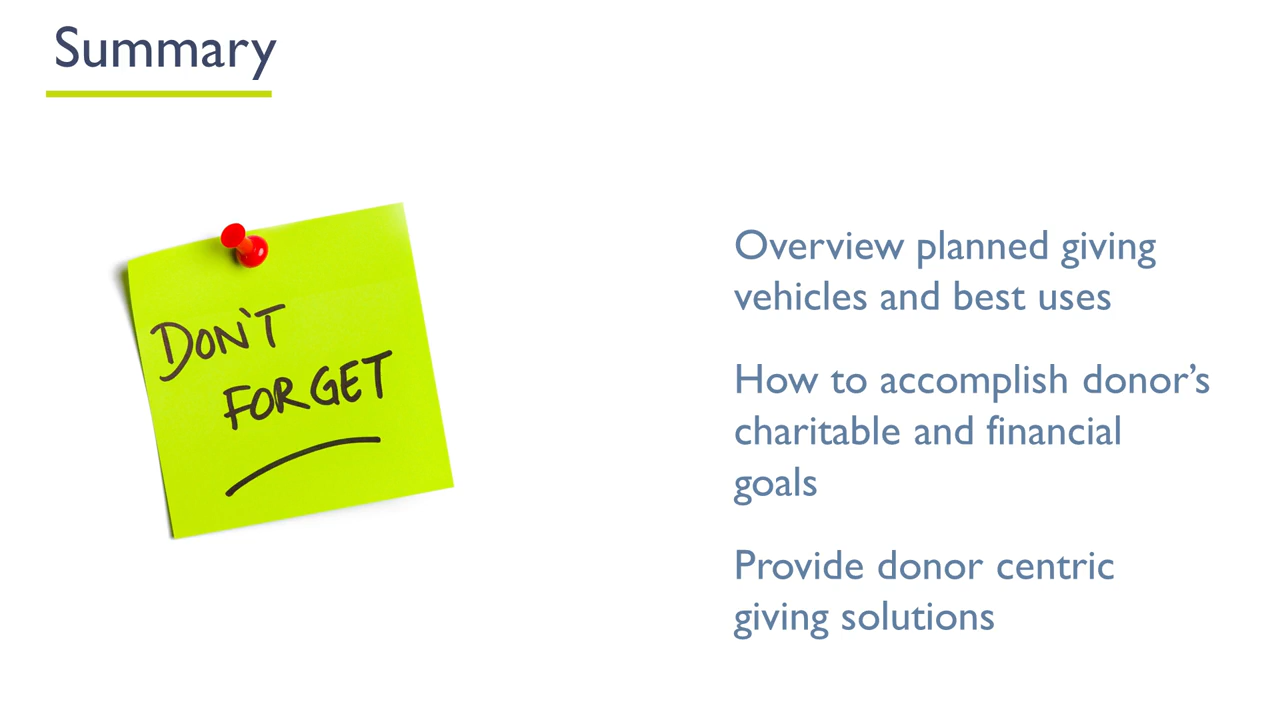 Summary
DON'T
FORGET
Overview planned giving
vehicles and best uses
How to accomplish donor’s
charitable and financial
goals
Provide donor centric
giving solutions